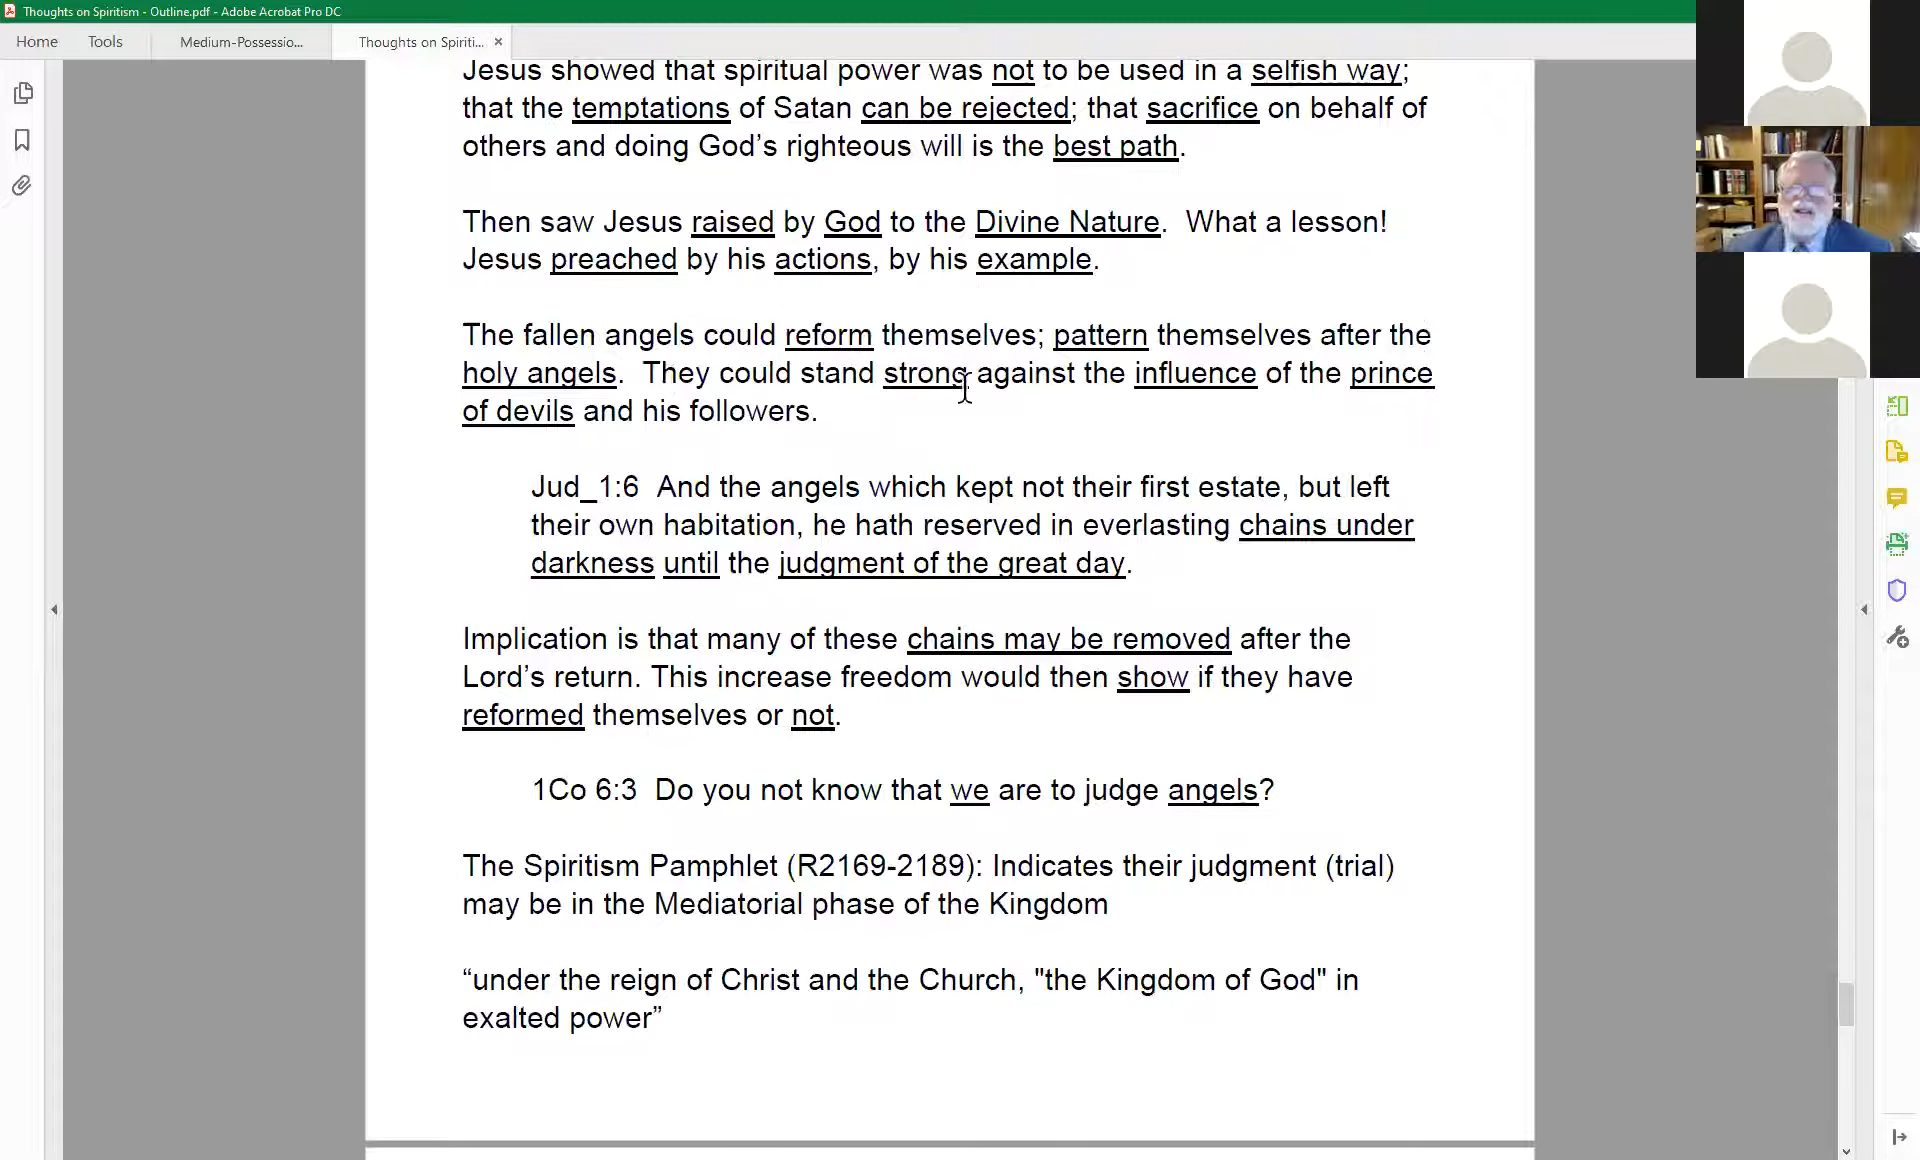 Thoughts on Spiritism - Outline.pdf - Adobe Acrobat Pro DC
Home Tools Medium-Possessio... Thoughts on Spiriti... ×
Jesus showed that spiritual power was not to be used in a selfish way;
that the temptations of Satan can be rejected; that sacrifice on behalf of
others and doing God’s righteous will is the best path.
Then saw Jesus raised by God to the Divine Nature. What a lesson!
Jesus preached by his actions, by his example.
The fallen angels could reform themselves; pattern themselves after the
holy angels. They could stand strong against the influence of the prince
of devils and his followers.
Jud_1:6 And the angels which kept not their first estate, but left
their own habitation, he hath reserved in everlasting chains under
darkness until the judgment of the great day.
Implication is that many of these chains may be removed after the
Lord’s return. This increase freedom would then show if they have
reformed themselves or not.
1Co 6:3 Do you not know that we are to judge angels?
The Spiritism Pamphlet (R2169-2189): Indicates their judgment (trial)
may be in the Mediatorial phase of the Kingdom
“under the reign of Christ and the Church, "the Kingdom of God" in
exalted power”